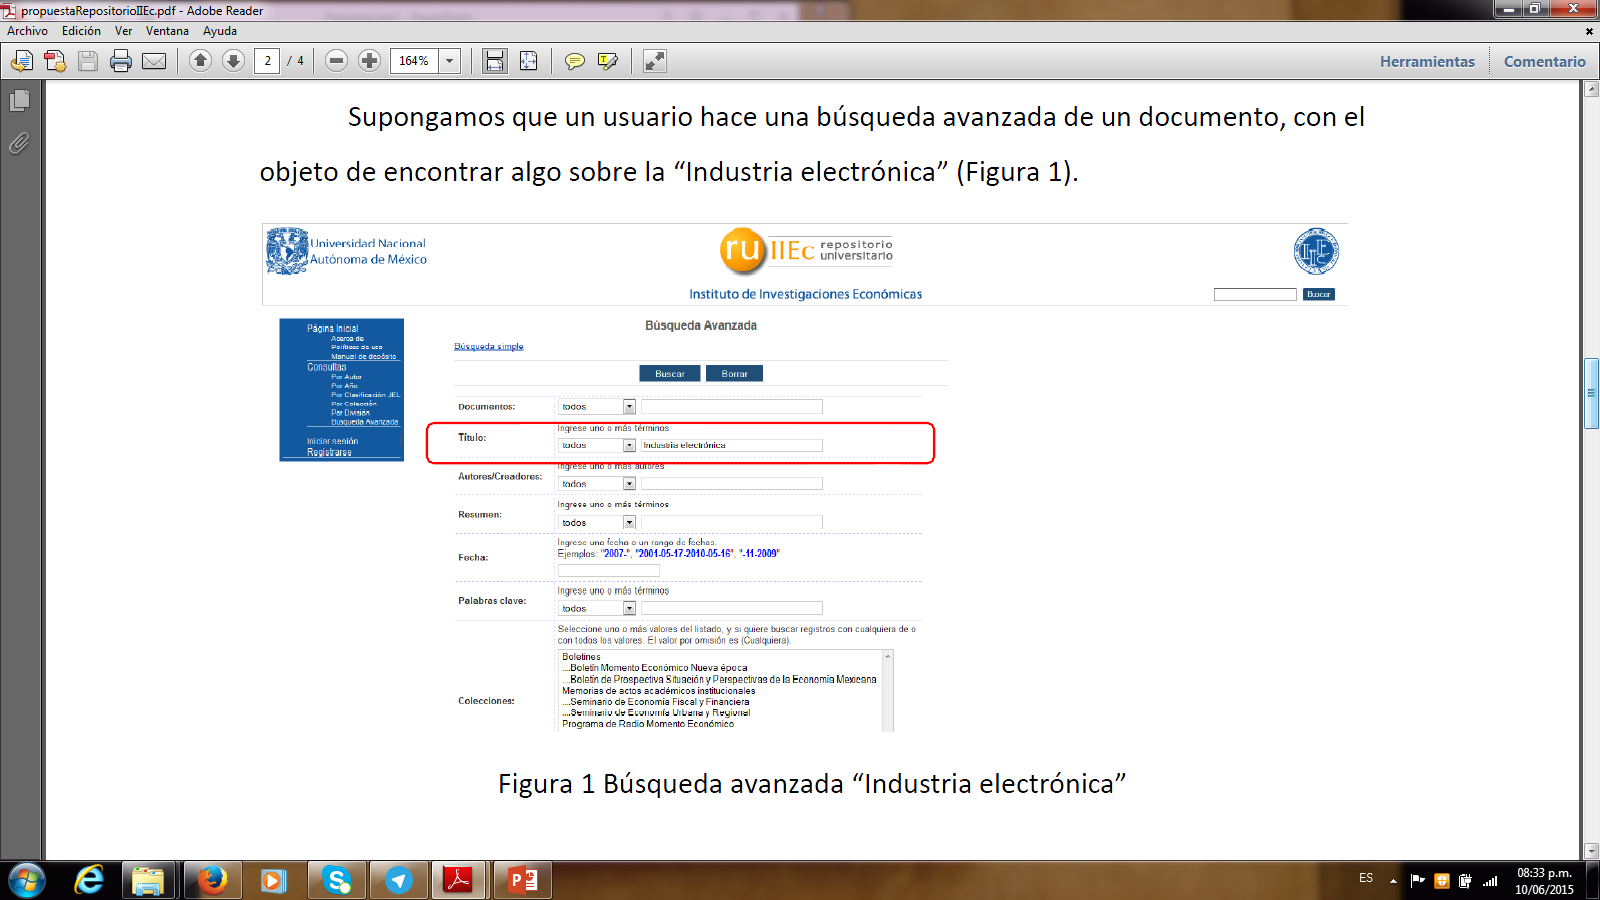 propuestaRepositorioIIEc.pdf - Adobe Reader
Archivo Edición Ver Ventana Ayuda
2 / 4 164% Herramientas Comentario
Supongamos que un usuario hace una búsqueda avanzada de un documento, con el
objeto de encontrar algo sobre la “Industria electrónica” (Figura 1).
Universidad Nacional
Autónoma de México
ru IIEc repositorio
universitario
Instituto de Investigaciones Económicas
Buscar
Página Inicial
Acerca de
Políticas de uso
Manual de depósito
Consultas
Por Autor
Por Año
Por Clasificación JEL
Por Colección
Por División
Búsqueda Avanzada
Iniciar sesión
Registrarse
Búsqueda Avanzada
Búsqueda simple
Buscar Borrar
Documentos: todos
Ingrese uno o más términos
Título: todos Industria electrónica
Ingrese uno o más autores
Autores/Creadores: todos
Ingrese uno o más términos
Resumen: todos
Ingrese una fecha o un rango de fechas.
Ejemplos: "2007-", "2001-05-17-2010-05-16", "-11-2009"
Fecha:
Ingrese uno o más términos
Palabras clave: todos
Seleccione uno o más valores del listado, y si quiere buscar registros con cualquiera de o
con todos los valores. El valor por omisión es (Cualquiera).
Boletines
....Boletín Momento Económico Nueva época
....Boletín de Prospectiva Situación y Perspectivas de la Economía Mexicana
Memorias de actos académicos institucionales
Colecciones: ....Seminario de Economía Fiscal y Financiera
....Seminario de Economía Urbana y Regional
Programa de Radio Momento Económico
Figura 1 Búsqueda avanzada “Industria electrónica”
ES 08:33 p.m.
10/06/2015